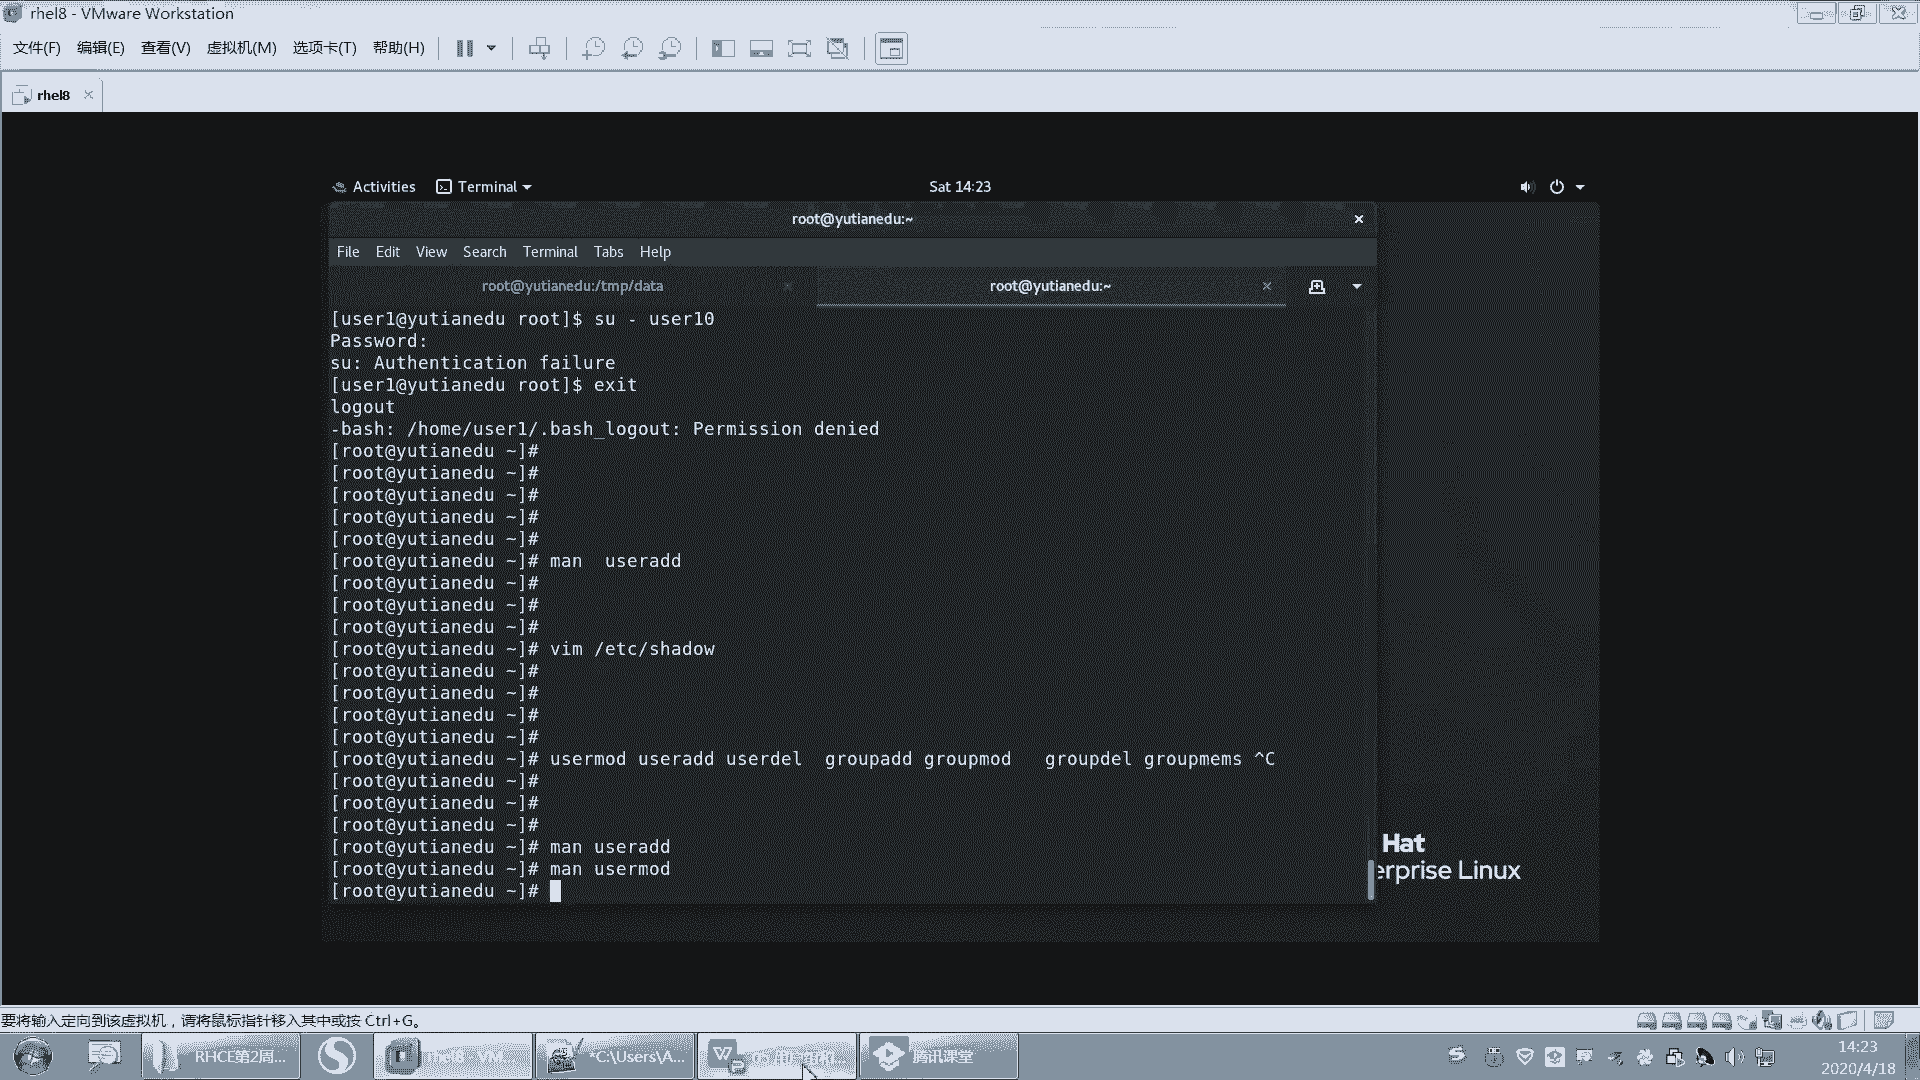 rhel8 - VMware Workstation
文件(F) 编辑(E) 查看(V) 虚拟机(M) 选项卡(T) 帮助(H)
rhel8
Activities Terminal Sat 14:23
root@yutianedu:~
File Edit View Search Terminal Tabs Help
root@yutianedu:/tmp/data root@yutianedu:~
[user1@yutianedu root]$ su - user10
Password:
su: Authentication failure
[user1@yutianedu root]$ exit
logout
-bash: /home/user1/.bash_logout: Permission denied
[root@yutianedu ~]#
[root@yutianedu ~]#
[root@yutianedu ~]#
[root@yutianedu ~]#
[root@yutianedu ~]#
[root@yutianedu ~]# man  useradd
[root@yutianedu ~]#
[root@yutianedu ~]#
[root@yutianedu ~]#
[root@yutianedu ~]# vim /etc/shadow
[root@yutianedu ~]#
[root@yutianedu ~]#
[root@yutianedu ~]#
[root@yutianedu ~]#
[root@yutianedu ~]# usermod useradd userdel  groupadd groupmod   groupdel groupmems ^C
[root@yutianedu ~]#
[root@yutianedu ~]#
[root@yutianedu ~]#
[root@yutianedu ~]# man useradd
[root@yutianedu ~]# man usermod
[root@yutianedu ~]#
Hat
erprise Linux
要将输入定向到该虚拟机，请将鼠标指针移入其中或按 Ctrl+G。
RHCE第2周... *C:\Users\A... 腾讯课堂
14:23
2020/4/18